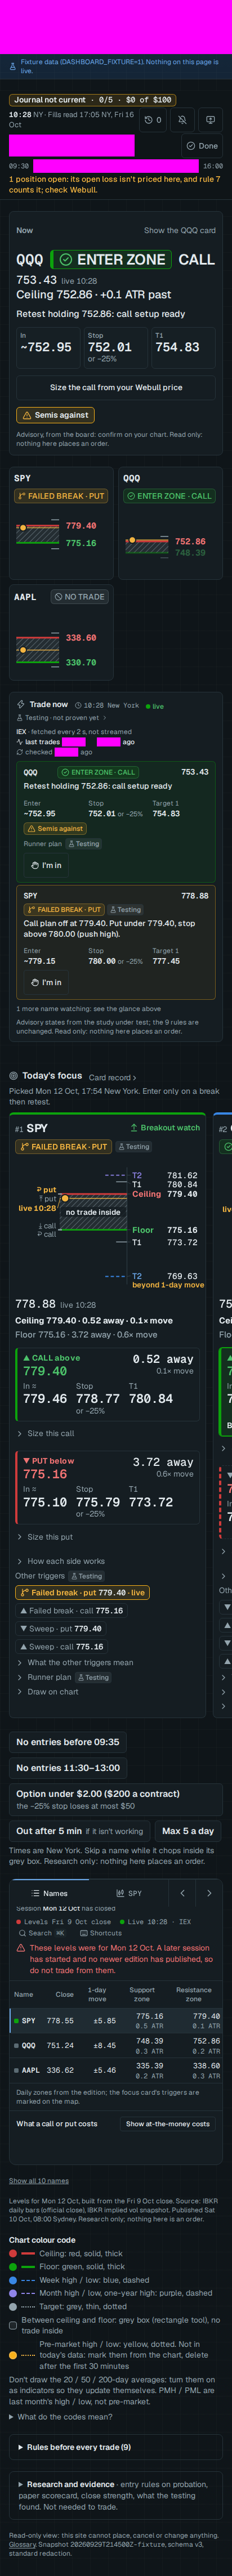 Fixture data (DASHBOARD_FIXTURE=1). Nothing on this page is
live.
Journal not current · 0/5 · $0 of $100
10:28 NY · Fills read 17:05 NY, Fri 16
Oct
0
Done
09:30
16:00
1 position open: its open loss isn't priced here, and rule 7
counts it; check Webull.
Now
Show the QQQ card
QQQ ENTER ZONE · CALL
753.43 live 10:28
Ceiling 752.86 · +0.1 ATR past
Retest holding 752.86: call setup ready
In
~752.95
Stop
752.01
or −25%
T1
754.83
Size the call from your Webull price
Semis against
Advisory, from the board: confirm on your chart. Read only:
nothing here places an order.
SPY
FAILED BREAK · PUT
779.40
775.16
QQQ
ENTER ZONE · CALL
752.86
748.39
AAPL
NO TRADE
338.60
330.70
Trade now 10:28 New York live
Testing · not proven yet
IEX · fetched every 2 s, not streamed
last trades
ago
checked
ago
QQQ ENTER ZONE · CALL 753.43
Retest holding 752.86: call setup ready
Enter Stop Target 1
~752.95 752.01 or −25% 754.83
Semis against
Runner plan Testing
I'm in
SPY 778.88
FAILED BREAK · PUT Testing
Call plan off at 779.40. Put under 779.40, stop
above 780.00 (push high).
Enter Stop Target 1
~779.15 780.00 or −25% 777.45
I'm in
1 more name watching: see the glance above
Advisory states from the study under test; the 9 rules are
unchanged. Read only: nothing here places an order.
Today's focus Card record
Picked Mon 12 Oct, 17:54 New York. Enter only on a break
then retest.
#1 SPY Breakout watch
FAILED BREAK · PUT Testing
T2 781.62
T1 780.84
put
Ceiling 779.40
put
live 10:28
no trade inside
call
Floor 775.16
call
T1 773.72
T2 769.63
beyond 1-day move
778.88 live 10:28
Ceiling 779.40 · 0.52 away · 0.1× move
Floor 775.16 · 3.72 away · 0.6× move
▲ CALL above 0.52 away
779.40 0.1× move
In ≈ Stop T1
779.46 778.77 780.84
or −25%
Size this call
▼ PUT below 3.72 away
775.16 0.6× move
In ≈ Stop T1
775.10 775.79 773.72
or −25%
Size this put
How each side works
Other triggers Testing
Failed break · put 779.40 · live
▲ Failed break · call 775.16
▼ Sweep · put 779.40
▲ Sweep · call 775.16
What the other triggers mean
Runner plan Testing
Draw on chart
#2
No entries before 09:35
No entries 11:30–13:00
Option under $2.00 ($200 a contract)
the −25% stop loses at most $50
Out after 5 min if it isn't working
Max 5 a day
Times are New York. Skip a name while it chops inside its
grey box. Research only: nothing here places an order.
Names
SPY
Session Mon 12 Oct has closed
Levels Fri 9 Oct close Live 10:28 · IEX
Search ⌘K Shortcuts
These levels were for Mon 12 Oct. A later session
has started and no newer edition has published, so
do not trade from them.
Name Close 1-day move Support zone Resistance zone
SPY 778.55 ±5.85 775.16 779.40
0.5 ATR 0.1 ATR
QQQ 751.24 ±8.45 748.39 752.86
0.3 ATR 0.2 ATR
AAPL 336.62 ±5.46 335.39 338.60
0.2 ATR 0.3 ATR
Daily zones from the edition; the focus card's triggers are
marked on the map.
What a call or put costs
Show at-the-money costs
Show all 10 names
Levels for Mon 12 Oct, built from the Fri 9 Oct close. Source: IBKR
daily bars (official close), IBKR implied vol snapshot. Published Sat
10 Oct, 08:00 Sydney. Research only; nothing here is an order.
Chart colour code
Ceiling: red, solid, thick
Floor: green, solid, thick
Week high / low: blue, dashed
Month high / low, one-year high: purple, dashed
Target: grey, thin, dotted
Between ceiling and floor: grey box (rectangle tool), no
trade inside
Pre-market high / low: yellow, dotted. Not in
today's data: mark them from the chart, delete
after the first 30 minutes
Don't draw the 20 / 50 / 200-day averages: turn them on
as indicators so they update themselves. PMH / PML are
last month's high / low, not pre-market.
▶ What do the codes mean?
▶ Rules before every trade (9)
▶ Research and evidence · entry rules on probation,
paper scorecard, close strength, what the testing
found. Not needed to trade.
Read-only view: this site cannot place, cancel or change anything.
Glossary. Snapshot 20260929T214500Z-fixture, schema v3,
standard redaction.